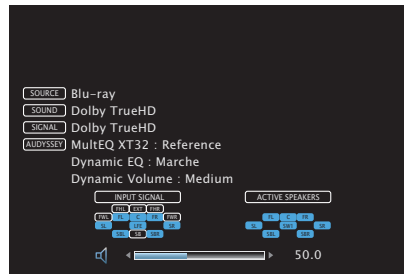 SOURCE Blu-ray
SOUND Dolby TrueHD
SIGNAL Dolby TrueHD
AUDYSSEY MultEQ XT32 : Reference
Dynamic EQ : Marche
Dynamic Volume : Medium
INPUT SIGNAL ACTIVE SPEAKERS
FHL EXT FHR
FWL FL C FR FWR FL C FR
SL LFE SR SL SW1 SR
SBL SB SBR SBL SBR
50.0